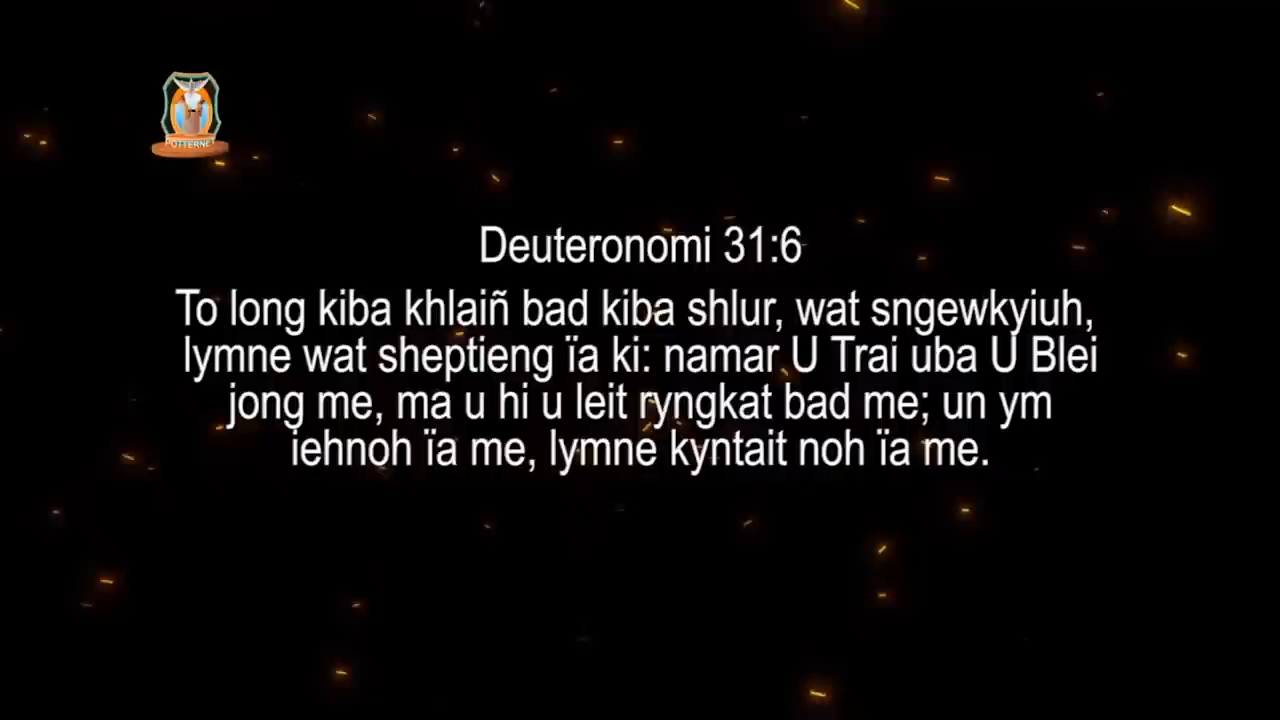 POTTERNET
Deuteronomi 31:6
To long kiba khlaiñ bad kiba shlur, wat sngewkyiuh,
lymne wat sheptieng ïa ki: namar U Trai uba U Blei
jong me, ma u hi u leit ryngkat bad me; un ym
iehnoh ïa me, lymne kyntait noh ïa me.